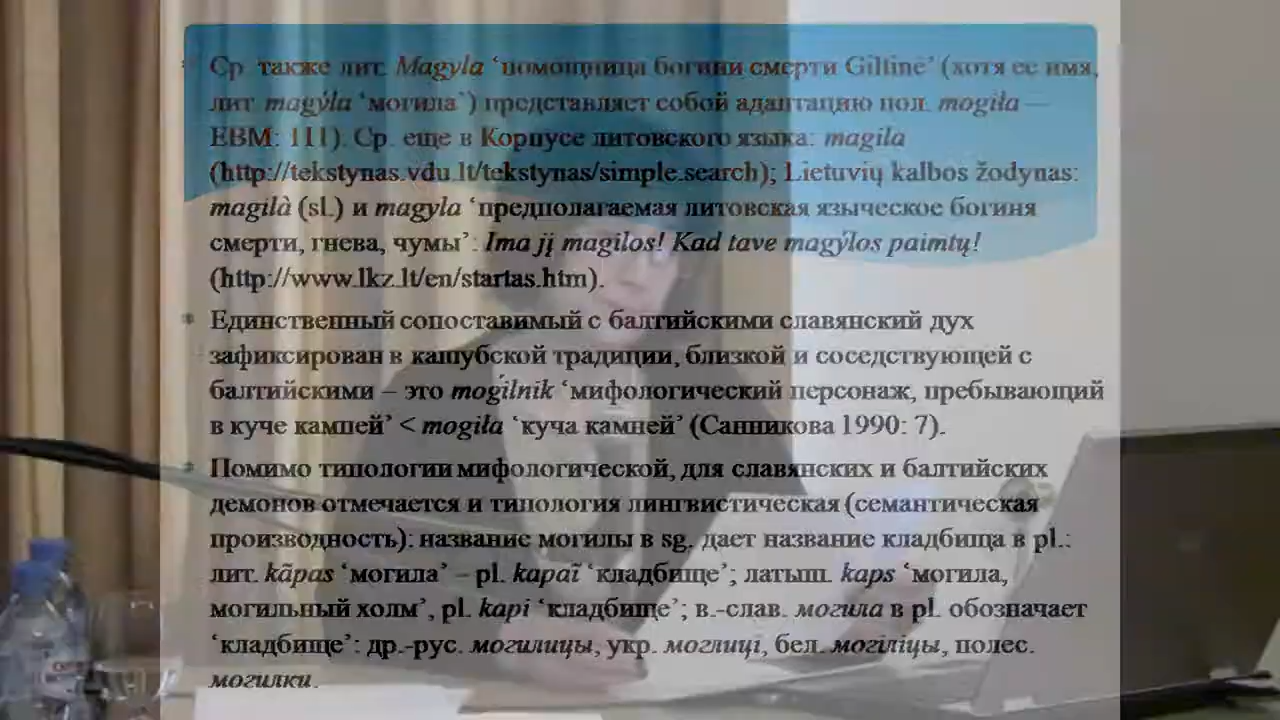 Ср. также лит. Magyla ‘помощница богини смерти Giltinė’ (хотя ее имя,
лит. magýla ‘могила’) представляет собой адаптацию пол. mogiła –
ЕВМ: 111). Ср. еще в Корпусе литовского языка: magila
(http://tekstynas.vdu.lt/tekstynas/simple.search); Lietuvių kalbos žodynas:
magilà (sl.) и magyla ‘предполагаемая литовская языческое богиня
смерти, гнева, чумы’: Ima jį magilos! Kad tave magýlos paimtų!
(http://www.lkz.lt/en/startas.htm).
Единственный сопоставимый с балтийскими славянский дух
зафиксирован в кашубской традиции, близкой и соседствующей с
балтийскими – это moǵilnik ‘мифологический персонаж, пребывающий
в куче камней’ < mogiła ‘куча камней’ (Санникова 1990: 7).
Помимо типологии мифологической, для славянских и балтийских
демонов отмечается и типология лингвистическая (семантическая
производность): название могилы в sg. дает название кладбища в pl.:
лит. kãpas ‘могила’ – pl. kapaĩ ‘кладбище’; латыш. kaps ‘могила,
могильный холм’, pl. kapi ‘кладбище’; в.-слав. могила в pl. обозначает
‘кладбище’: др.-рус. могилицы, укр. моглиці, бел. могіліцы, полес.
могилки.